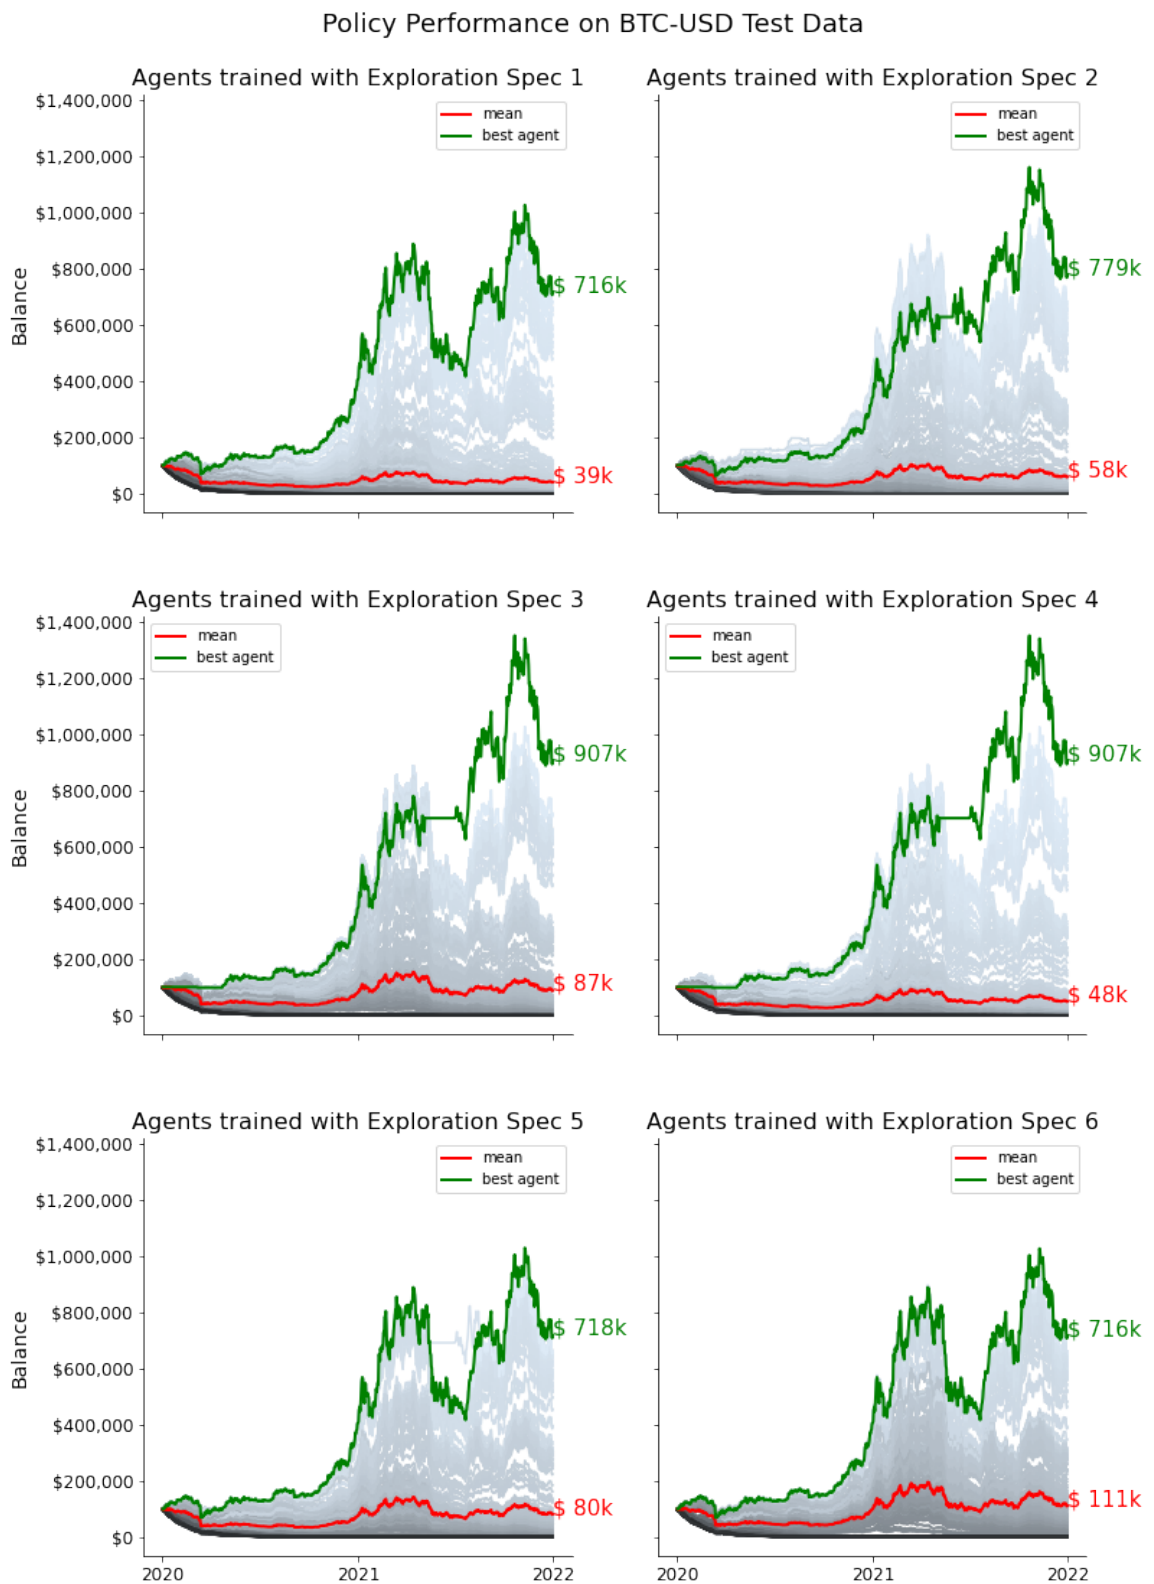 Policy Performance on BTC-USD Test Data
Agents trained with Exploration Spec 1
Agents trained with Exploration Spec 2
$1,400,000
$1,200,000
$1,000,000
$800,000
$600,000
$400,000
$200,000
$0
Balance
mean
best agent
$ 716k
$ 39k
mean
best agent
$ 779k
$ 58k
Agents trained with Exploration Spec 3
Agents trained with Exploration Spec 4
$1,400,000
$1,200,000
$1,000,000
$800,000
$600,000
$400,000
$200,000
$0
Balance
mean
best agent
$ 907k
$ 87k
mean
best agent
$ 907k
$ 48k
Agents trained with Exploration Spec 5
Agents trained with Exploration Spec 6
$1,400,000
$1,200,000
$1,000,000
$800,000
$600,000
$400,000
$200,000
$0
Balance
mean
best agent
$ 718k
$ 80k
mean
best agent
$ 716k
$ 111k
2020 2021 2022
2020 2021 2022